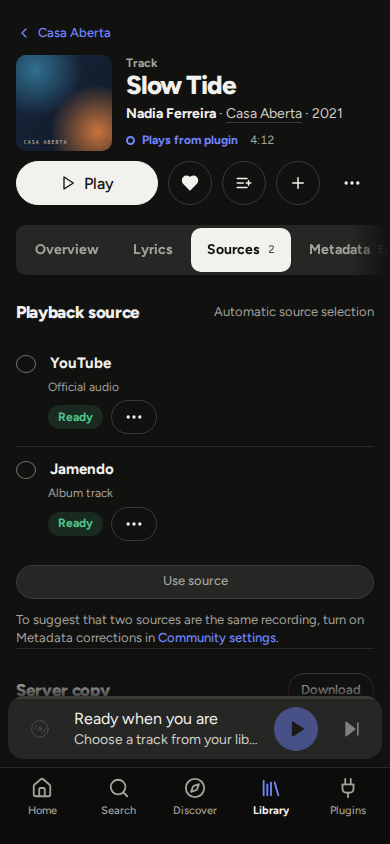 Casa Aberta
CASA ABERTA
Track
Slow Tide
Nadia Ferreira · Casa Aberta · 2021
Plays from plugin 4:12
Play
Overview Lyrics Sources 2 Metadata
Playback source Automatic source selection
YouTube
Official audio
Ready
Jamendo
Album track
Ready
Use source
To suggest that two sources are the same recording, turn on
Metadata corrections in Community settings.
Server copy Download
Ready when you are
Choose a track from your lib...
Home Search Discover Library Plugins